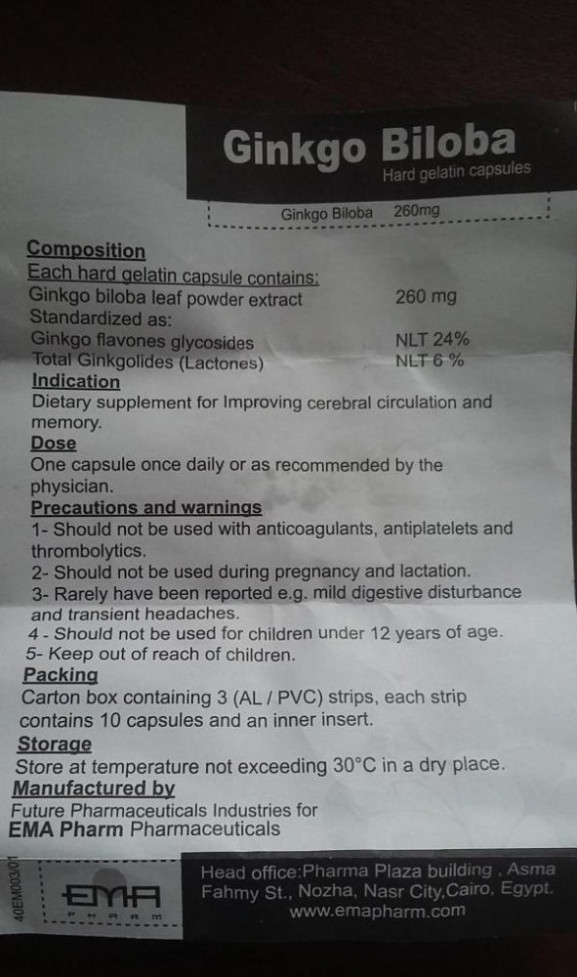 Ginkgo Biloba
Hard gelatin capsules
Ginkgo Biloba 260mg
Composition
Each hard gelatin capsule contains:
Ginkgo biloba leaf powder extract 260 mg
Standardized as:
Ginkgo flavones glycosides NLT 24%
Total Ginkgolides (Lactones) NLT 6 %
Indication
Dietary supplement for Improving cerebral circulation and
memory.
Dose
One capsule once daily or as recommended by the
physician.
Precautions and warnings
1- Should not be used with anticoagulants, antiplatelets and
thrombolytics.
2- Should not be used during pregnancy and lactation.
3- Rarely have been reported e.g. mild digestive disturbance
and transient headaches.
4 - Should not be used for children under 12 years of age.
5- Keep out of reach of children.
Packing
Carton box containing 3 (AL / PVC) strips, each strip
contains 10 capsules and an inner insert.
Storage
Store at temperature not exceeding 30°C in a dry place.
Manufactured by
Future Pharmaceuticals Industries for
EMA Pharm Pharmaceuticals
40EM003/01
EMA
PHARM
Head office:Pharma Plaza building , Asma
Fahmy St., Nozha, Nasr City,Cairo, Egypt.
www.emapharm.com